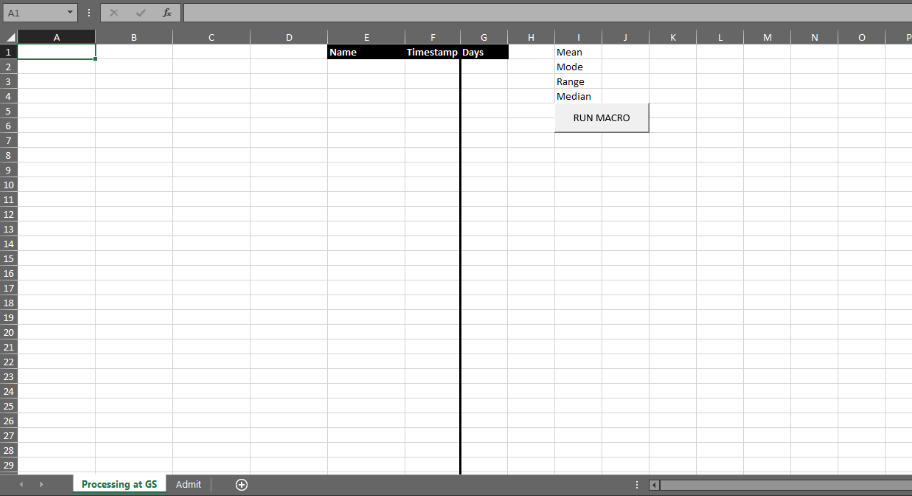 A1
fx
A B C D E F G H I J K L M N O P
1 Name Timestamp Days Mean
2 Mode
3 Range
4 Median
5
RUN MACRO
6
7
8
9
10
11
12
13
14
15
16
17
18
19
20
21
22
23
24
25
26
27
28
29
Processing at GS Admit